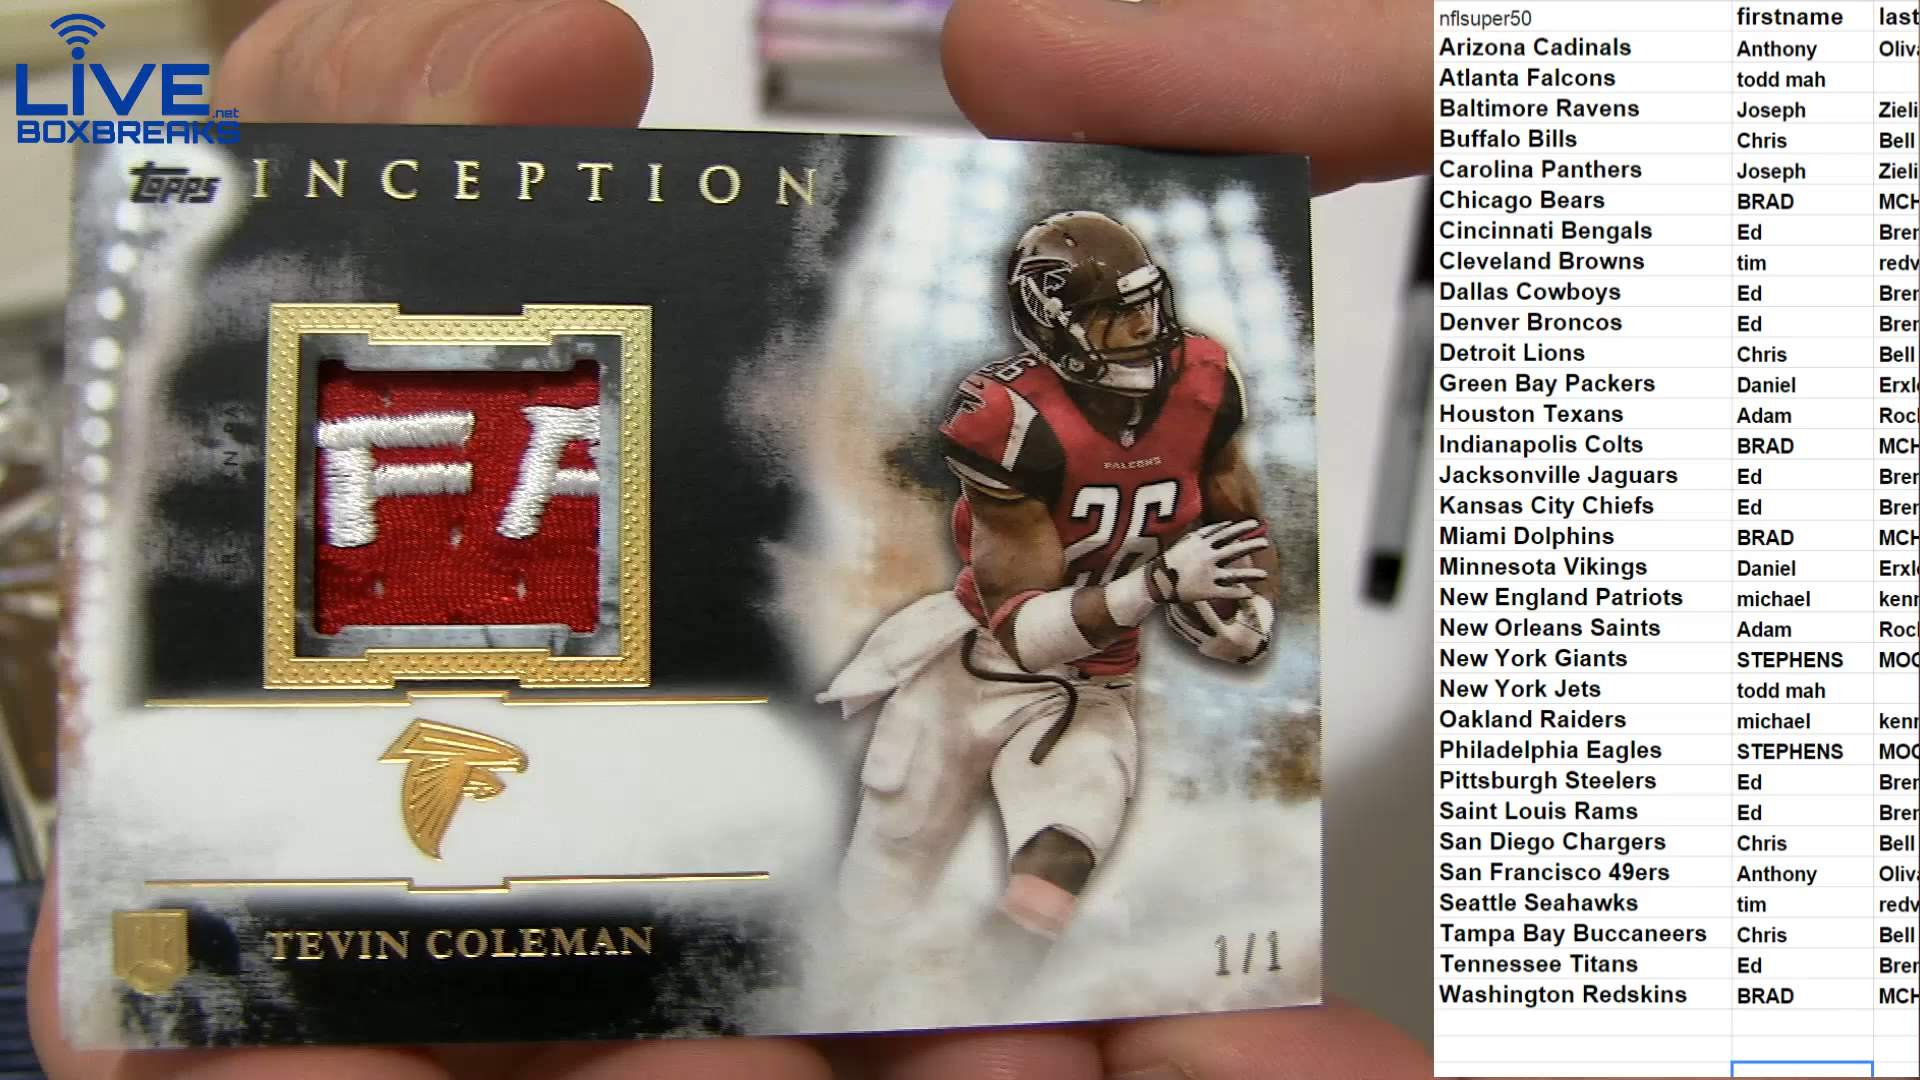 LIVE.net
BOXBREAKS
TOPPS INCEPTION
FALCONS
26
26
TEVIN COLEMAN
1/1
nflsuper50 firstname last
Arizona Cadinals Anthony
Atlanta Falcons todd mah
Baltimore Ravens Joseph
Buffalo Bills Chris Bell
Carolina Panthers Joseph
Chicago Bears BRAD
Cincinnati Bengals Ed
Cleveland Browns tim
Dallas Cowboys Ed
Denver Broncos Ed
Detroit Lions Chris Bell
Green Bay Packers Daniel
Houston Texans Adam
Indianapolis Colts BRAD
Jacksonville Jaguars Ed
Kansas City Chiefs Ed
Miami Dolphins BRAD
Minnesota Vikings Daniel
New England Patriots michael
New Orleans Saints Adam
New York Giants STEPHENS
New York Jets todd mah
Oakland Raiders michael
Philadelphia Eagles STEPHENS
Pittsburgh Steelers Ed
Saint Louis Rams Ed
San Diego Chargers Chris Bell
San Francisco 49ers Anthony
Seattle Seahawks tim
Tampa Bay Buccaneers Chris Bell
Tennessee Titans Ed
Washington Redskins BRAD